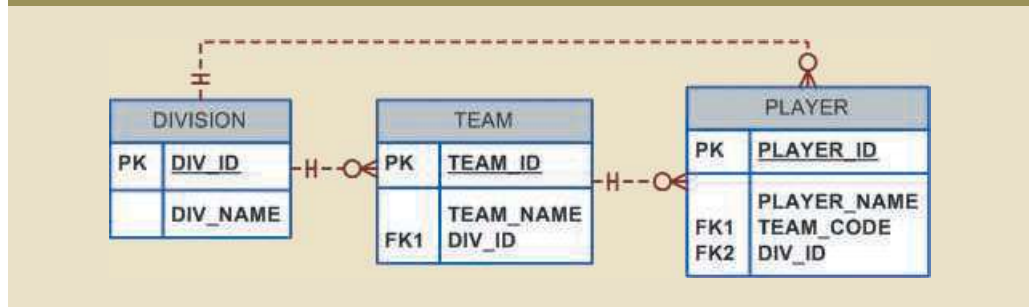 DIVISION
PK DIV_ID
DIV_NAME
TEAM
PK TEAM_ID
TEAM_NAME
FK1 DIV_ID
PLAYER
PK PLAYER_ID
PLAYER_NAME
FK1 TEAM_CODE
FK2 DIV_ID